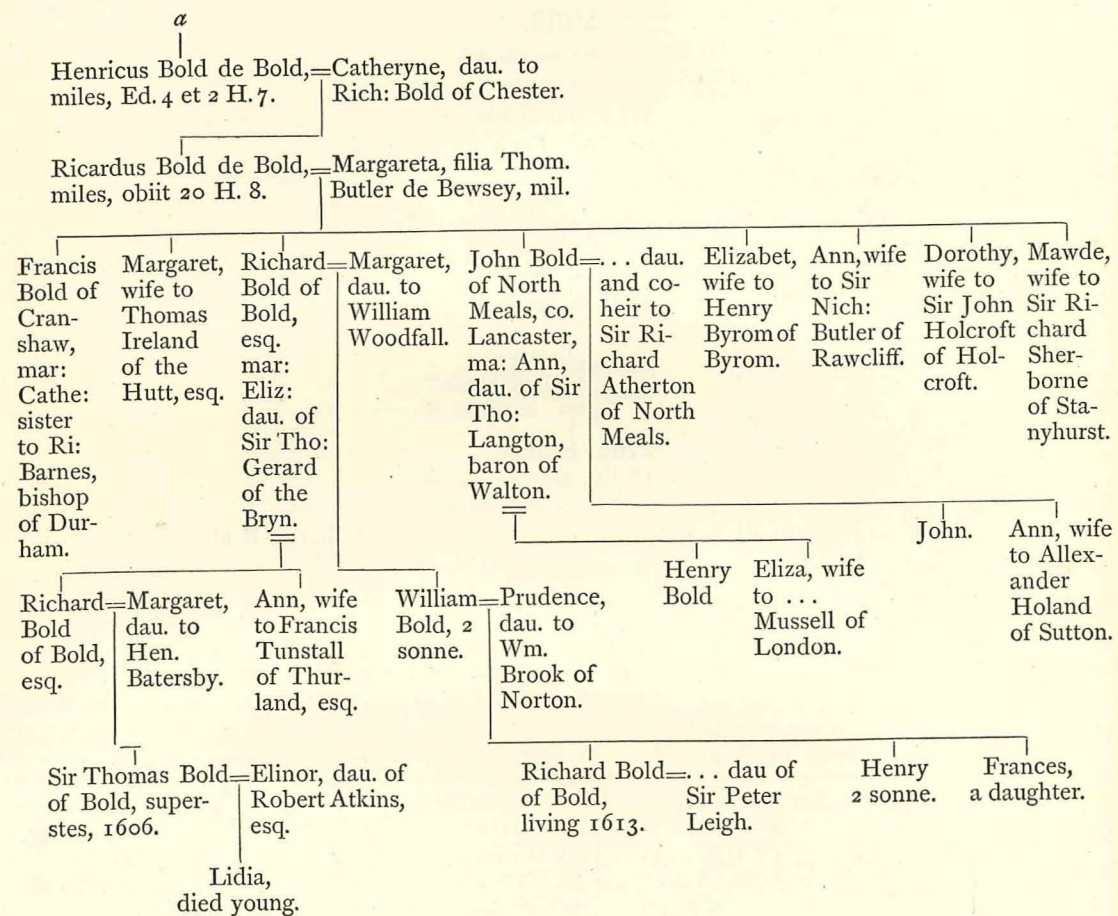 a
Henricus Bold de Bold,=Catheryne, dau. to
miles, Ed. 4 et 2 H. 7. Rich: Bold of Chester.
Ricardus Bold de Bold,=Margareta, filia Thom.
miles, obiit 20 H. 8. Butler de Bewsey, mil.
Francis
Bold of
Cran-
shaw,
mar:
Cathe:
sister
to Ri:
Barnes,
bishop
of Dur-
ham.
Margaret,
wife to
Thomas
Ireland
of the
Hutt, esq.
Richard=
Bold of
Bold,
esq.
mar:
Eliz:
dau. of
Sir Tho:
Gerard
of the
Bryn.
Margaret,
dau. to
William
Woodfall.
John Bold=
of North
Meals, co.
Lancaster,
ma: Ann,
dau. of Sir
Tho:
Langton,
baron of
Walton.
... dau.
and co-
heir to
Sir Ri-
chard
Atherton
of North
Meals.
Elizabet,
wife to
Henry
Byrom of
Byrom.
Ann, wife
to Sir
Nich:
Butler of
Rawcliff.
Dorothy,
wife to
Sir John
Holcroft
of Hol-
croft.
Mawde,
wife to
Sir Ri-
chard
Sher-
borne
of Sta-
nyhurst.
Richard=
Bold
of Bold,
esq.
Margaret,
dau. to
Hen.
Batersby.
Ann, wife
to Francis
Tunstall
of Thur-
land, esq.
William=
Bold, 2
sonne.
Prudence,
dau. to
Wm.
Brook of
Norton.
Henry
Bold
Eliza, wife
to ...
Mussell of
London.
John.
Ann, wife
to Allex-
ander
Holand
of Sutton.
Sir Thomas Bold=
of Bold, super-
stes, 1606.
Elinor, dau. of
Robert Atkins,
esq.
Richard Bold=
of Bold,
living 1613.
... dau of
Sir Peter
Leigh.
Henry
2 sonne.
Frances,
a daughter.
Lidia,
died young.